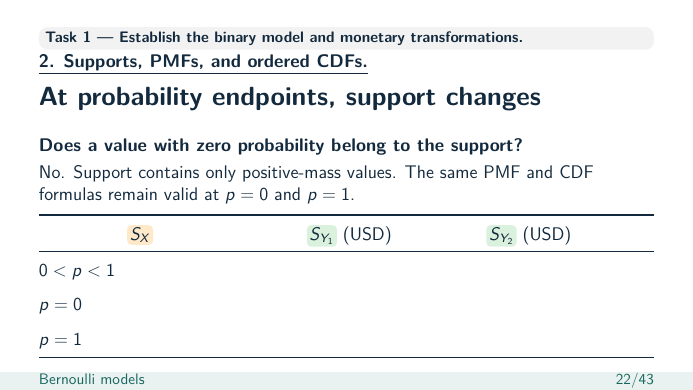 Task 1 — Establish the binary model and monetary transformations.
2. Supports, PMFs, and ordered CDFs.
At probability endpoints, support changes
Does a value with zero probability belong to the support?
No. Support contains only positive-mass values. The same PMF and CDF
formulas remain valid at p = 0 and p = 1.
S_X S_{Y_1} (USD) S_{Y_2} (USD)
0 < p < 1
p = 0
p = 1
Bernoulli models 22/43